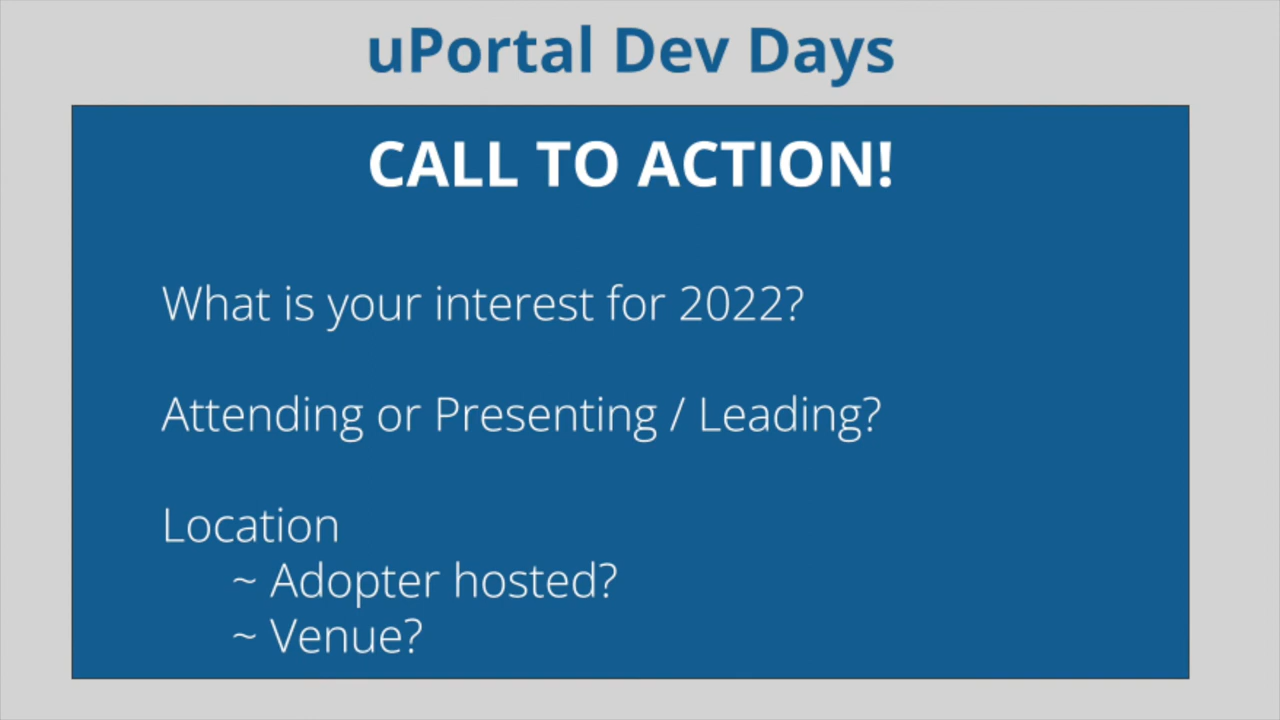 uPortal Dev Days
CALL TO ACTION!
What is your interest for 2022?
Attending or Presenting / Leading?
Location
~ Adopter hosted?
~ Venue?